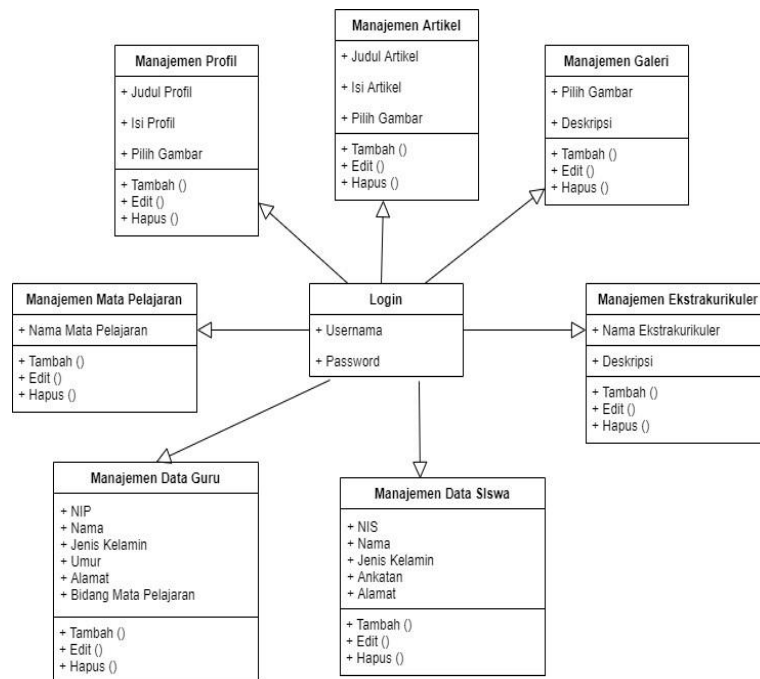 Manajemen Artikel
+ Judul Artikel
+ Isi Artikel
+ Pilih Gambar
+ Tambah ()
+ Edit ()
+ Hapus ()
Manajemen Profil
+ Judul Profil
+ Isi Profil
+ Pilih Gambar
+ Tambah ()
+ Edit ()
+ Hapus ()
Manajemen Galeri
+ Pilih Gambar
+ Deskripsi
+ Tambah ()
+ Edit ()
+ Hapus ()
Manajemen Mata Pelajaran
+ Nama Mata Pelajaran
+ Tambah ()
+ Edit ()
+ Hapus ()
Login
+ Usernama
+ Password
Manajemen Ekstrakurikuler
+ Nama Ekstrakurikuler
+ Deskripsi
+ Tambah ()
+ Edit ()
+ Hapus ()
Manajemen Data Guru
+ NIP
+ Nama
+ Jenis Kelamin
+ Umur
+ Alamat
+ Bidang Mata Pelajaran
+ Tambah ()
+ Edit ()
+ Hapus ()
Manajemen Data SIswa
+ NIS
+ Nama
+ Jenis Kelamin
+ Ankatan
+ Alamat
+ Tambah ()
+ Edit ()
+ Hapus ()